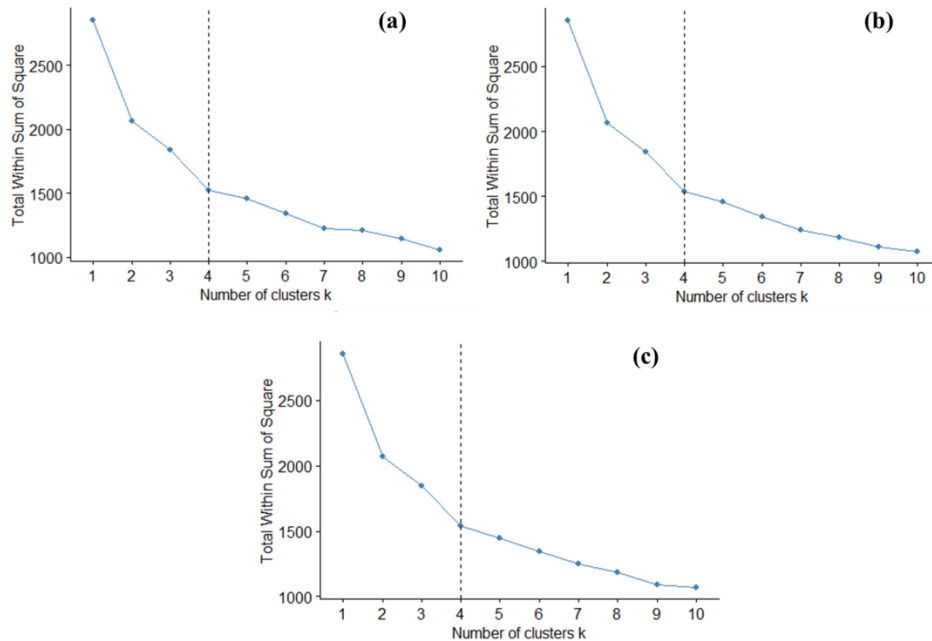 (a)
Total Within Sum of Square
2500
2000
1500
1000
1 2 3 4 5 6 7 8 9 10
Number of clusters k
(b)
Total Within Sum of Square
2500
2000
1500
1000
1 2 3 4 5 6 7 8 9 10
Number of clusters k
(c)
Total Within Sum of Square
2500
2000
1500
1000
1 2 3 4 5 6 7 8 9 10
Number of clusters k